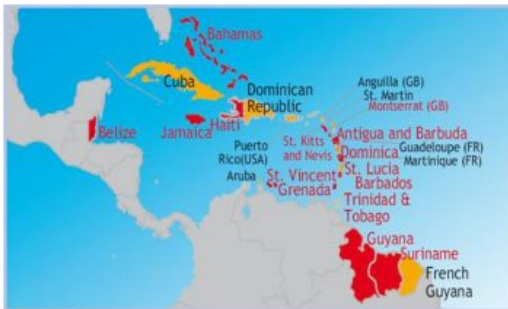 Bahamas
Cuba
Dominican
Republic
Anguilla (GB)
St. Martin
Montserrat (GB)
Belize
Jamaica
Haiti
Puerto
Rico(USA)
St. Kitts
and Nevis
Antigua and Barbuda
Dominica
Guadeloupe (FR)
Martinique (FR)
Aruba
St. Vincent
Grenada
St. Lucia
Barbados
Trinidad &
Tobago
Guyana
Suriname
French
Guyana